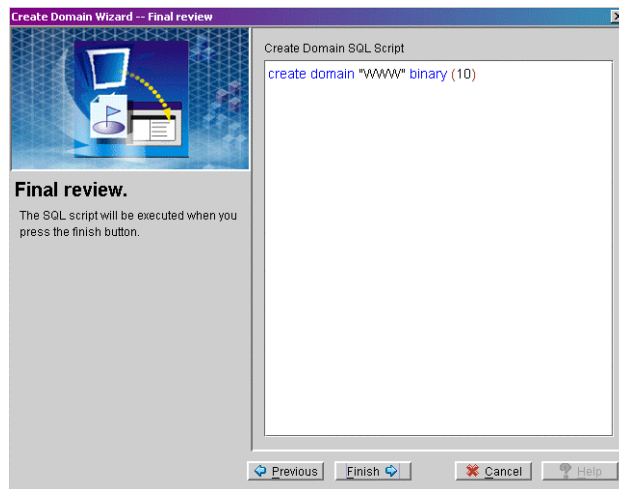 Create Domain Wizard -- Final review
Create Domain SQL Script
create domain "WWW" binary (10)
Final review.
The SQL script will be executed when you
press the finish button.
Previous
Finish
Cancel
Help